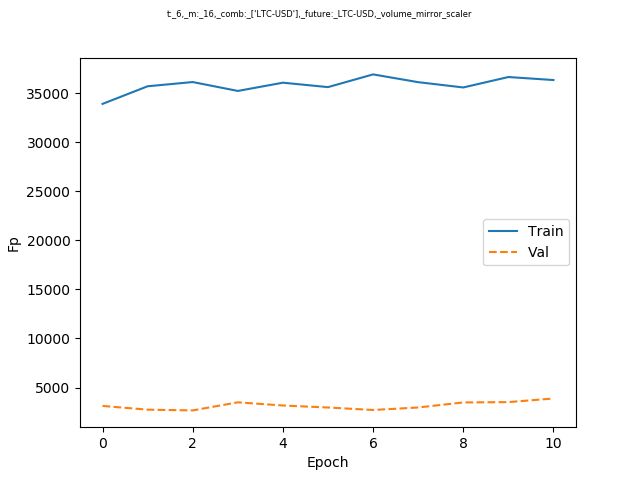 t:_6,_m:_16,_comb:_['LTC-USD'],_future:_LTC-USD,_volume_mirror_scaler
35000
30000
25000
20000
15000
10000
5000
Fp
Train
Val
0 2 4 6 8 10
Epoch